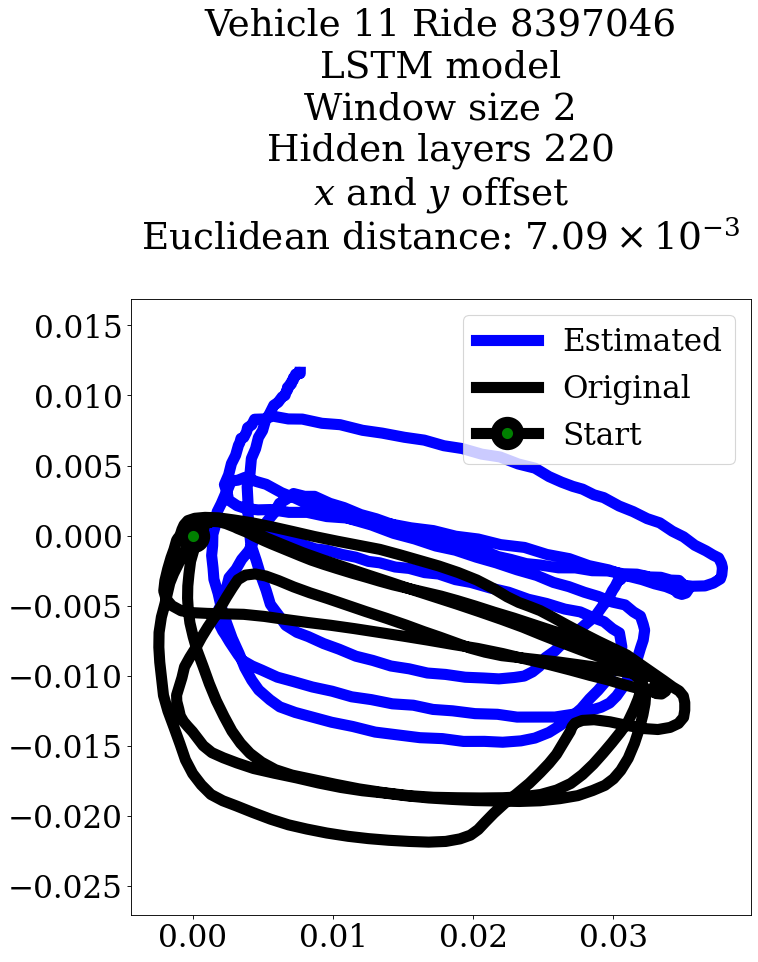 Vehicle 11 Ride 8397046
LSTM model
Window size 2
Hidden layers 220
x and y offset
Euclidean distance: 7.09 × 10⁻³
Estimated
Original
Start
0.015
0.010
0.005
0.000
−0.005
−0.010
−0.015
−0.020
−0.025
0.00 0.01 0.02 0.03